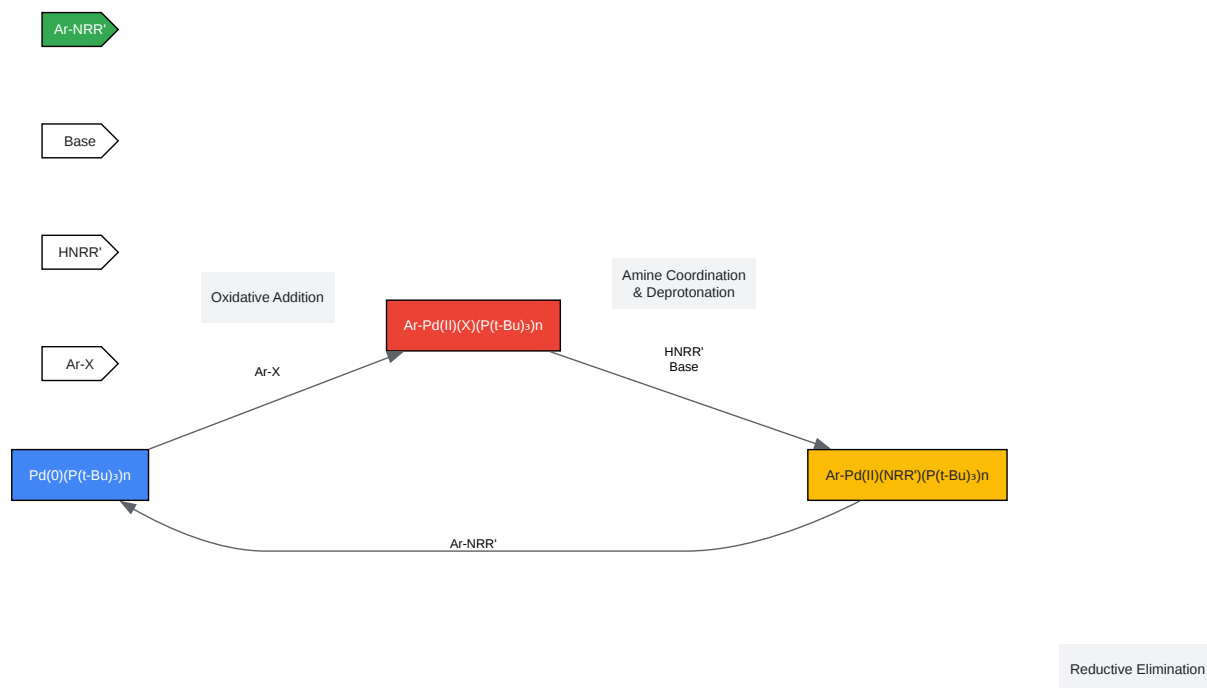 Ar-NRR'
Base
HNRR'
Ar-X
Oxidative Addition
Amine Coordination
& Deprotonation
Ar-Pd(II)(X)(P(t-Bu)₃)n
HNRR'
Base
Ar-X
Pd(0)(P(t-Bu)₃)n
Ar-Pd(II)(NRR')(P(t-Bu)₃)n
Ar-NRR'
Reductive Elimination